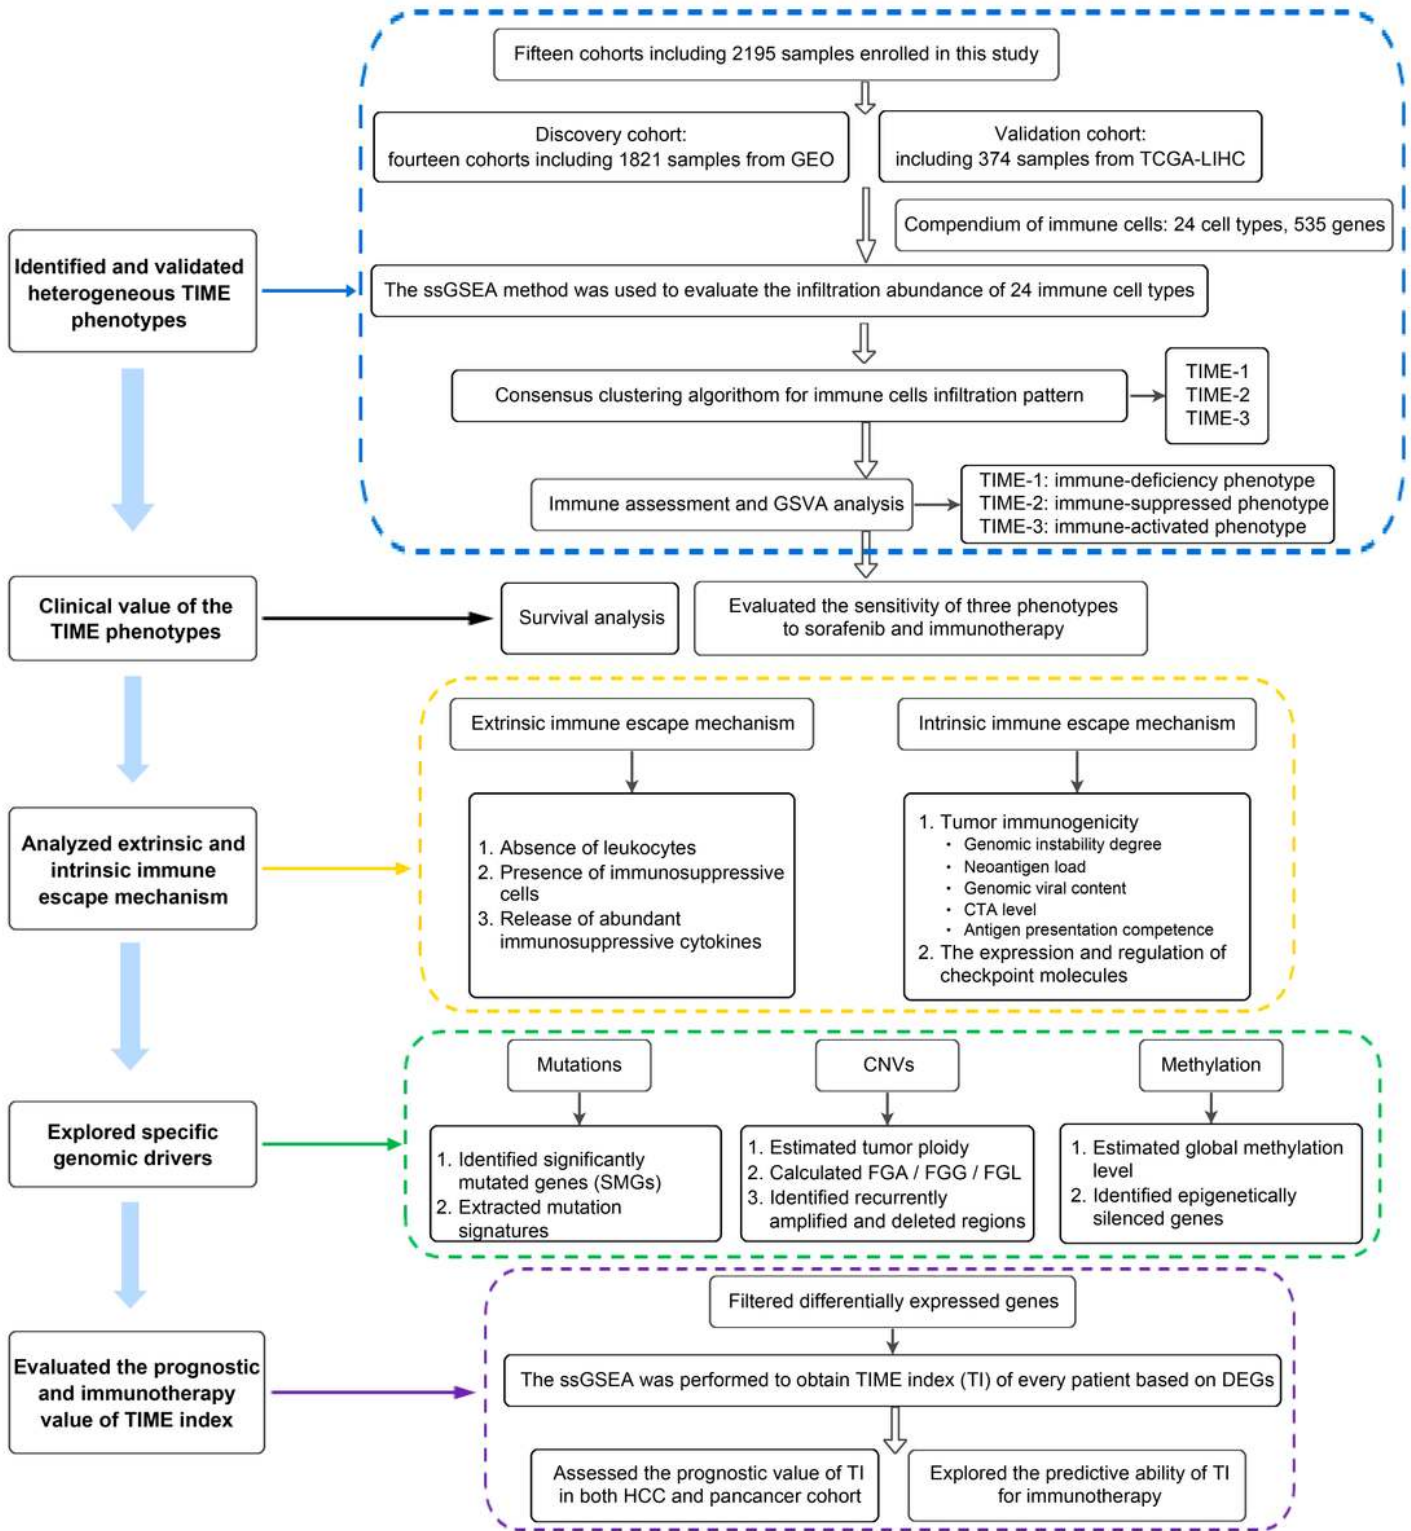 Fifteen cohorts including 2195 samples enrolled in this study
Discovery cohort:
fourteen cohorts including 1821 samples from GEO
Validation cohort:
including 374 samples from TCGA-LIHC
Compendium of immune cells: 24 cell types, 535 genes
Identified and validated
heterogeneous TIME
phenotypes
The ssGSEA method was used to evaluate the infiltration abundance of 24 immune cell types
Consensus clustering algorithom for immune cells infiltration pattern
TIME-1
TIME-2
TIME-3
Immune assessment and GSVA analysis
TIME-1: immune-deficiency phenotype
TIME-2: immune-suppressed phenotype
TIME-3: immune-activated phenotype
Clinical value of the
TIME phenotypes
Survival analysis
Evaluated the sensitivity of three phenotypes
to sorafenib and immunotherapy
Analyzed extrinsic and
intrinsic immune
escape mechanism
Extrinsic immune escape mechanism
1. Absence of leukocytes
2. Presence of immunosuppressive
cells
3. Release of abundant
immunosuppressive cytokines
Intrinsic immune escape mechanism
1. Tumor immunogenicity
• Genomic instability degree
• Neoantigen load
• Genomic viral content
• CTA level
• Antigen presentation competence
2. The expression and regulation of
checkpoint molecules
Explored specific
genomic drivers
Mutations
1. Identified significantly
mutated genes (SMGs)
2. Extracted mutation
signatures
CNVs
1. Estimated tumor ploidy
2. Calculated FGA / FGG / FGL
3. Identified recurrently
amplified and deleted regions
Methylation
1. Estimated global methylation
level
2. Identified epigenetically
silenced genes
Evaluated the prognostic
and immunotherapy
value of TIME index
Filtered differentially expressed genes
The ssGSEA was performed to obtain TIME index (TI) of every patient based on DEGs
Assessed the prognostic value of TI
in both HCC and pancancer cohort
Explored the predictive ability of TI
for immunotherapy